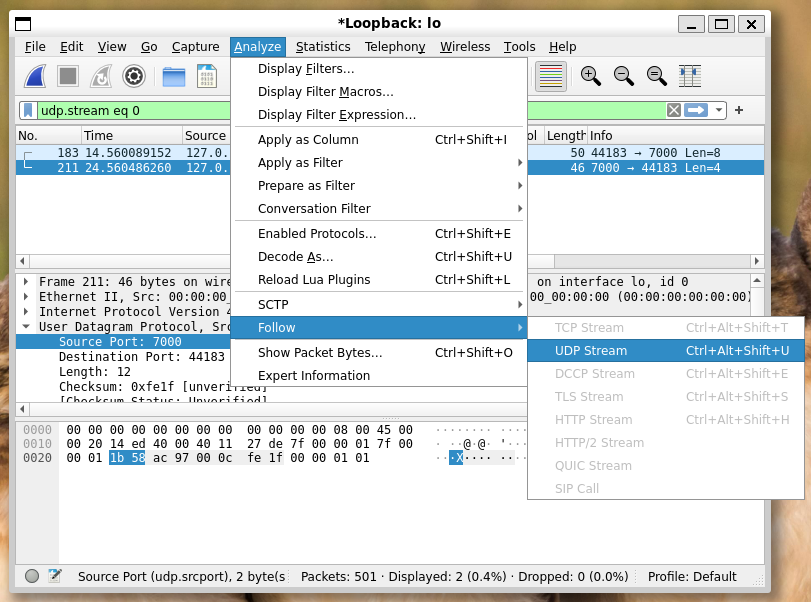 *Loopback: lo
File Edit View Go Capture Analyze Statistics Telephony Wireless Tools Help
udp.stream eq 0
No. Time Source Length Info
183 14.560089152 127.0. 50 44183 → 7000 Len=8
211 24.560486260 127.0. 46 7000 → 44183 Len=4
Display Filters…
Display Filter Macros…
Display Filter Expression…
Apply as Column Ctrl+Shift+I
Apply as Filter
Prepare as Filter
Conversation Filter
Enabled Protocols… Ctrl+Shift+E
Decode As… Ctrl+Shift+U
Reload Lua Plugins Ctrl+Shift+L
SCTP
Follow
Show Packet Bytes… Ctrl+Shift+O
Expert Information
TCP Stream Ctrl+Alt+Shift+T
UDP Stream Ctrl+Alt+Shift+U
DCCP Stream Ctrl+Alt+Shift+E
TLS Stream Ctrl+Alt+Shift+S
HTTP Stream Ctrl+Alt+Shift+H
HTTP/2 Stream
QUIC Stream
SIP Call
Frame 211: 46 bytes on wire on interface lo, id 0
Ethernet II, Src: 00:00:00_ 00_00:00:00 (00:00:00:00:00:00)
Internet Protocol Version 4
User Datagram Protocol, Src
Source Port: 7000
Destination Port: 44183
Length: 12
Checksum: 0xfe1f [unverified]
[Checksum Status: Unverified]
0000 00 00 00 00 00 00 00 00 00 00 00 00 08 00 45 00 ········ ······
0010 00 20 14 ed 40 00 40 11 27 de 7f 00 00 01 7f 00 · ··@·@· '·····
0020 00 01 1b 58 ac 97 00 0c fe 1f 00 00 01 01 ···X···· ······
Source Port (udp.srcport), 2 byte(s Packets: 501 · Displayed: 2 (0.4%) · Dropped: 0 (0.0%) Profile: Default